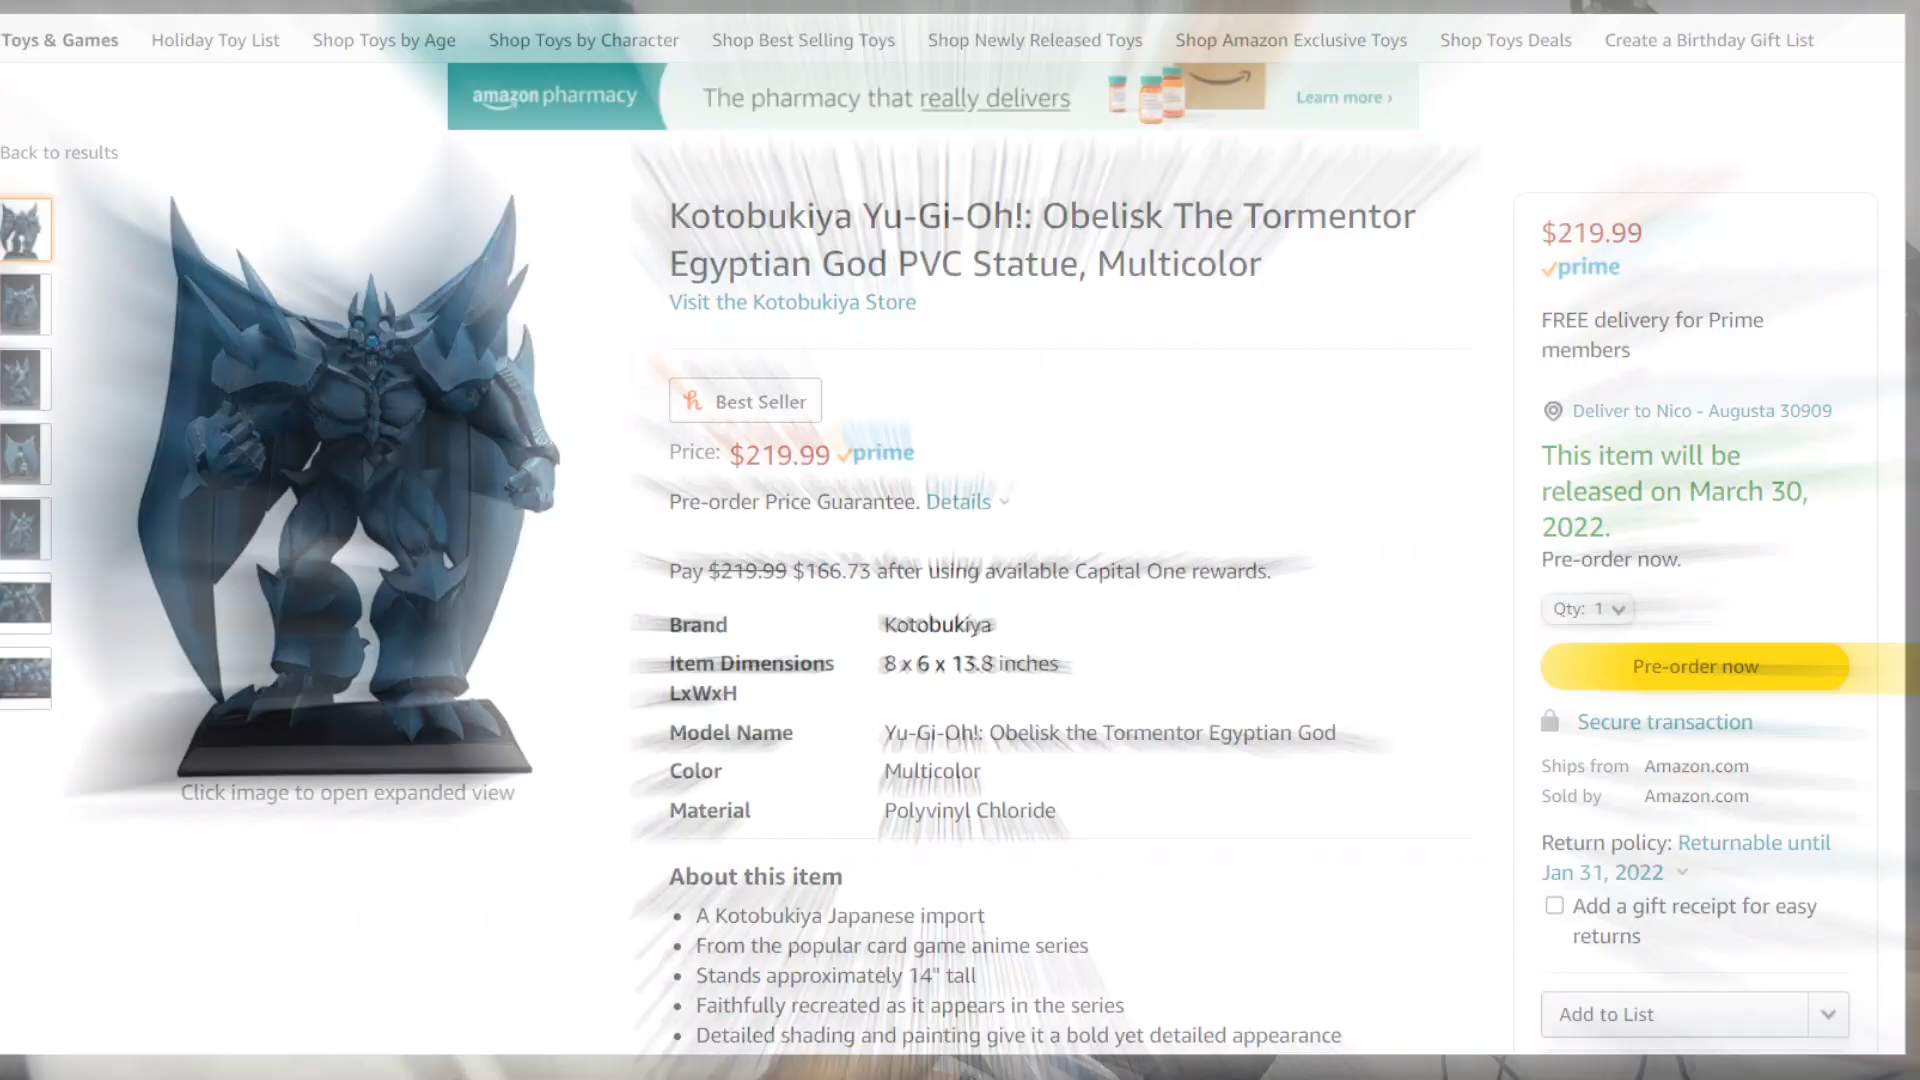 Toys & Games
Holiday Toy List
Shop Toys by Age
Shop Toys by Character
Shop Best Selling Toys
Shop Newly Released Toys
Shop Amazon Exclusive Toys
Shop Toys Deals
Create a Birthday Gift List
amazon pharmacy
The pharmacy that really delivers
Learn more ›
Back to results
Click image to open expanded view
Kotobukiya Yu-Gi-Oh!: Obelisk The Tormentor
Egyptian God PVC Statue, Multicolor
Visit the Kotobukiya Store
Best Seller
Price: $219.99 prime
Pre-order Price Guarantee. Details
Pay $219.99 $166.73 after using available Capital One rewards.
Brand Kotobukiya
Item Dimensions 8 x 6 x 13.8 inches
LxWxH
Model Name Yu-Gi-Oh!: Obelisk the Tormentor Egyptian God
Color Multicolor
Material Polyvinyl Chloride
About this item
• A Kotobukiya Japanese import
• From the popular card game anime series
• Stands approximately 14" tall
• Faithfully recreated as it appears in the series
• Detailed shading and painting give it a bold yet detailed appearance
$219.99
prime
FREE delivery for Prime
members
Deliver to Nico - Augusta 30909
This item will be
released on March 30,
2022.
Pre-order now.
Qty: 1
Pre-order now
Secure transaction
Ships from Amazon.com
Sold by Amazon.com
Return policy: Returnable until
Jan 31, 2022
Add a gift receipt for easy
returns
Add to List